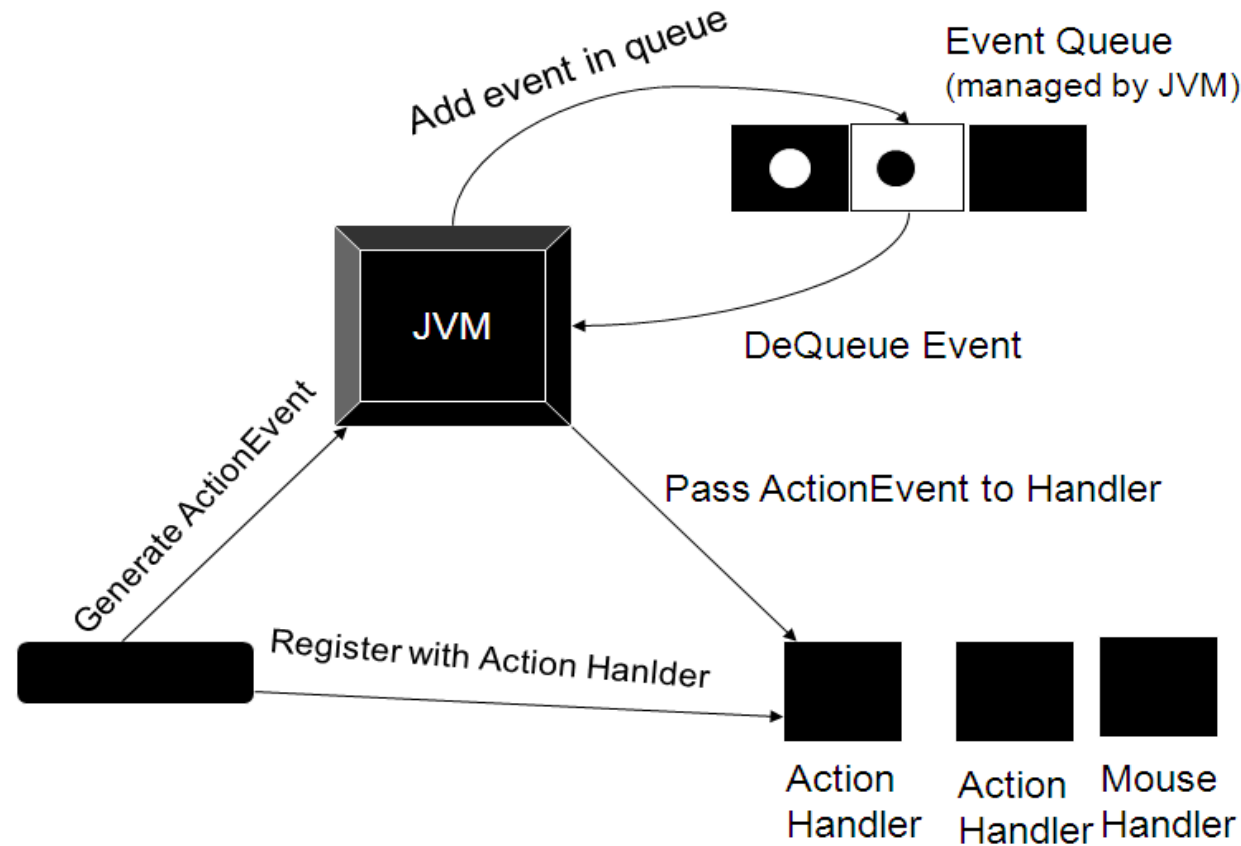 Add event in queue
Event Queue
(managed by JVM)
JVM
DeQueue Event
Generate ActionEvent
Pass ActionEvent to Handler
Register with Action Hanlder
Action
Handler
Action
Handler
Mouse
Handler